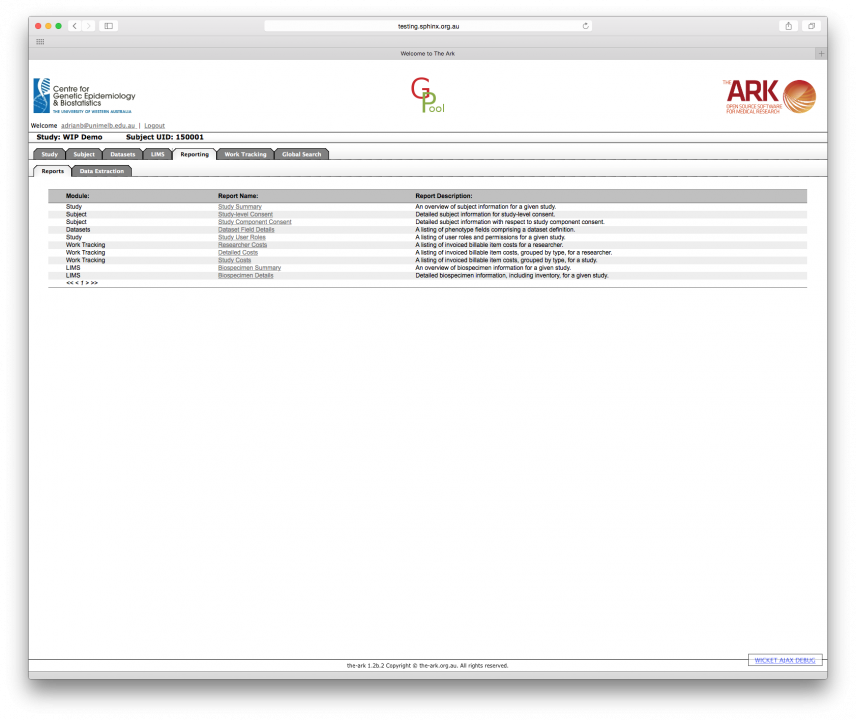 testing.sphinx.org.au
Welcome to The Ark
Centre for
Genetic Epidemiology
& Biostatistics
THE UNIVERSITY OF WESTERN AUSTRALIA
GPool
THE ARK
OPEN SOURCE SOFTWARE
FOR MEDICAL RESEARCH
Welcome adrianb@unimelb.edu.au | Logout
Study: WIP Demo Subject UID: 150001
Study Subject Datasets LIMS Reporting Work Tracking Global Search
Reports Data Extraction
Module: Report Name: Report Description:
Study Study Summary An overview of subject information for a given study.
Subject Study-level Consent Detailed subject information for study-level consent.
Subject Study Component Consent Detailed subject information with respect to study component consent.
Datasets Dataset Field Details A listing of phenotype fields comprising a dataset definition.
Study Study User Roles A listing of user roles and permissions for a given study.
Work Tracking Researcher Costs A listing of invoiced billable item costs for a researcher.
Work Tracking Detailed Costs A listing of invoiced billable item costs, grouped by type, for a researcher.
Work Tracking Study Costs A listing of invoiced billable item costs, grouped by type, for a study.
LIMS Biospecimen Summary An overview of biospecimen information for a given study.
LIMS Biospecimen Details Detailed biospecimen information, including inventory, for a given study.
<< < 1 > >>
WICKET AJAX DEBUG
the-ark 1.2b.2 Copyright © the-ark.org.au. All rights reserved.